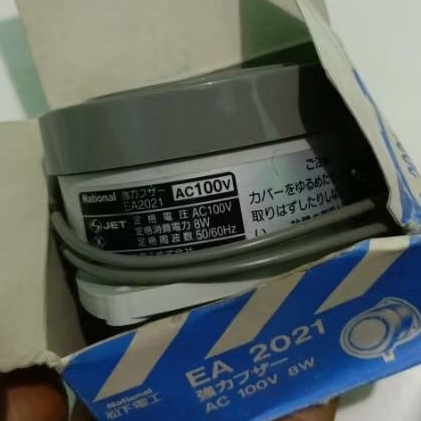 National 強力ブザー AC100V
EA2021
JET 定格電圧 AC100V
定格消費電力 8W
定格周波数 50/60Hz
カバーをゆるめた
取りはずしたりしな
い
EA 2021
強力ブザー
AC 100V 8W
National
松下電工